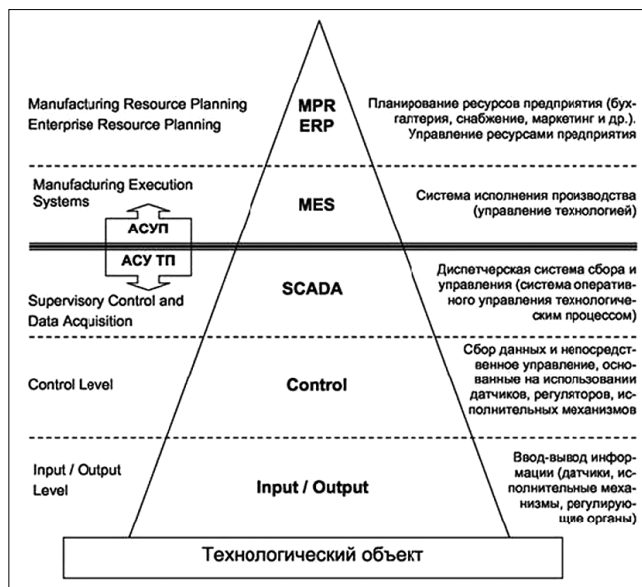 Manufacturing Resource Planning
Enterprise Resource Planning
MPR
ERP
Планирование ресурсов предприятия (бух-
галтерия, снабжение, маркетинг и др.).
Управление ресурсами предприятия
Manufacturing Execution
Systems
MES
Система исполнения производства
(управление технологией)
АСУП
АСУ ТП
Supervisory Control and
Data Acquisition
SCADA
Диспетчерская система сбора и
управления (система оператив-
ного управления технологиче-
ским процессом)
Control Level
Control
Сбор данных и непосредст-
венное управление, осно-
ванные на использовании
датчиков, регуляторов, ис-
полнительных механизмов
Input / Output
Level
Input / Output
Ввод-вывод инфор-
мации (датчики, ис-
полнительные меха-
низмы, регулирую-
щие органы)
Технологический объект